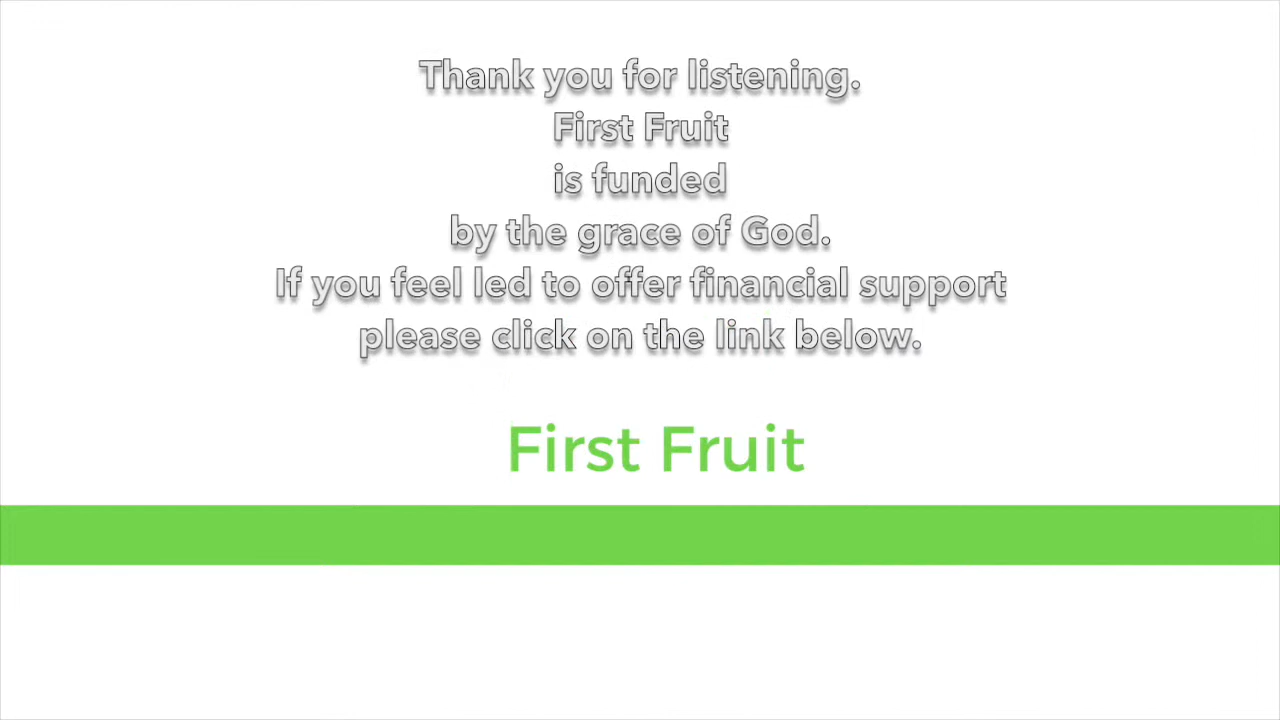 Thank you for listening.
First Fruit
is funded
by the grace of God.
If you feel led to offer financial support
please click on the link below.
First Fruit